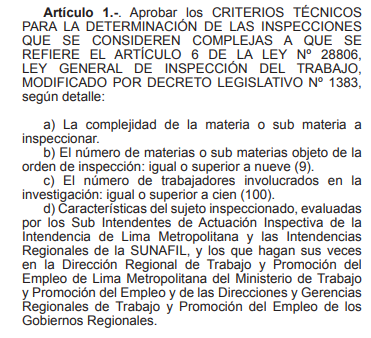 Artículo 1.-. Aprobar los CRITERIOS TÉCNICOS
PARA LA DETERMINACIÓN DE LAS INSPECCIONES
QUE SE CONSIDEREN COMPLEJAS A QUE SE
REFIERE EL ARTÍCULO 6 DE LA LEY Nº 28806,
LEY GENERAL DE INSPECCIÓN DEL TRABAJO,
MODIFICADO POR DECRETO LEGISLATIVO Nº 1383,
según detalle:
a) La complejidad de la materia o sub materia a
inspeccionar.
b) El número de materias o sub materias objeto de la
orden de inspección: igual o superior a nueve (9).
c) El número de trabajadores involucrados en la
investigación: igual o superior a cien (100).
d) Características del sujeto inspeccionado, evaluadas
por los Sub Intendentes de Actuación Inspectiva de la
Intendencia de Lima Metropolitana y las Intendencias
Regionales de la SUNAFIL, y los que hagan sus veces
en la Dirección Regional de Trabajo y Promoción del
Empleo de Lima Metropolitana del Ministerio de Trabajo
y Promoción del Empleo y de las Direcciones y Gerencias
Regionales de Trabajo y Promoción del Empleo de los
Gobiernos Regionales.